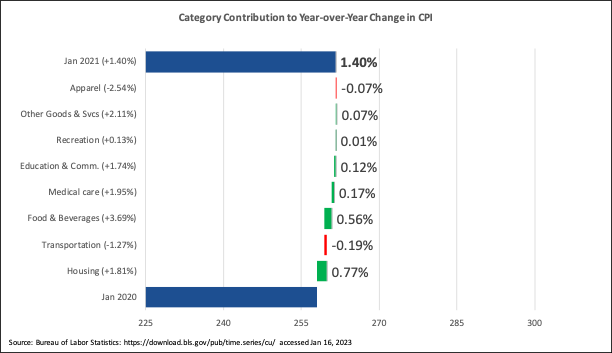 Category Contribution to Year-over-Year Change in CPI
Jan 2021 (+1.40%) 1.40%
Apparel (-2.54%) -0.07%
Other Goods & Svcs (+2.11%) 0.07%
Recreation (+0.13%) 0.01%
Education & Comm. (+1.74%) 0.12%
Medical care (+1.95%) 0.17%
Food & Beverages (+3.69%) 0.56%
Transportation (-1.27%) -0.19%
Housing (+1.81%) 0.77%
Jan 2020
225 240 255 270 285 300
Source: Bureau of Labor Statistics: https://download.bls.gov/pub/time.series/cu/ accessed Jan 16, 2023